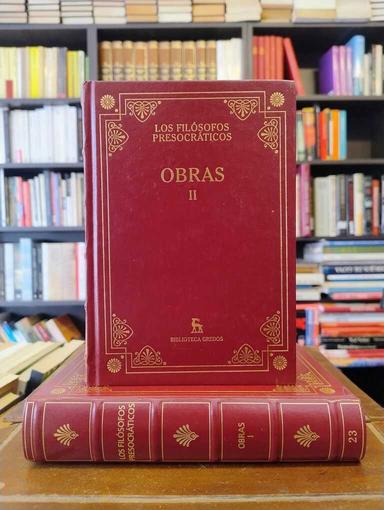 LOS FILÓSOFOS
PRESOCRÁTICOS
OBRAS
II
BIBLIOTECA GREDOS
LOS FILÓSOFOS
PRESOCRÁTICOS
OBRAS
I
23